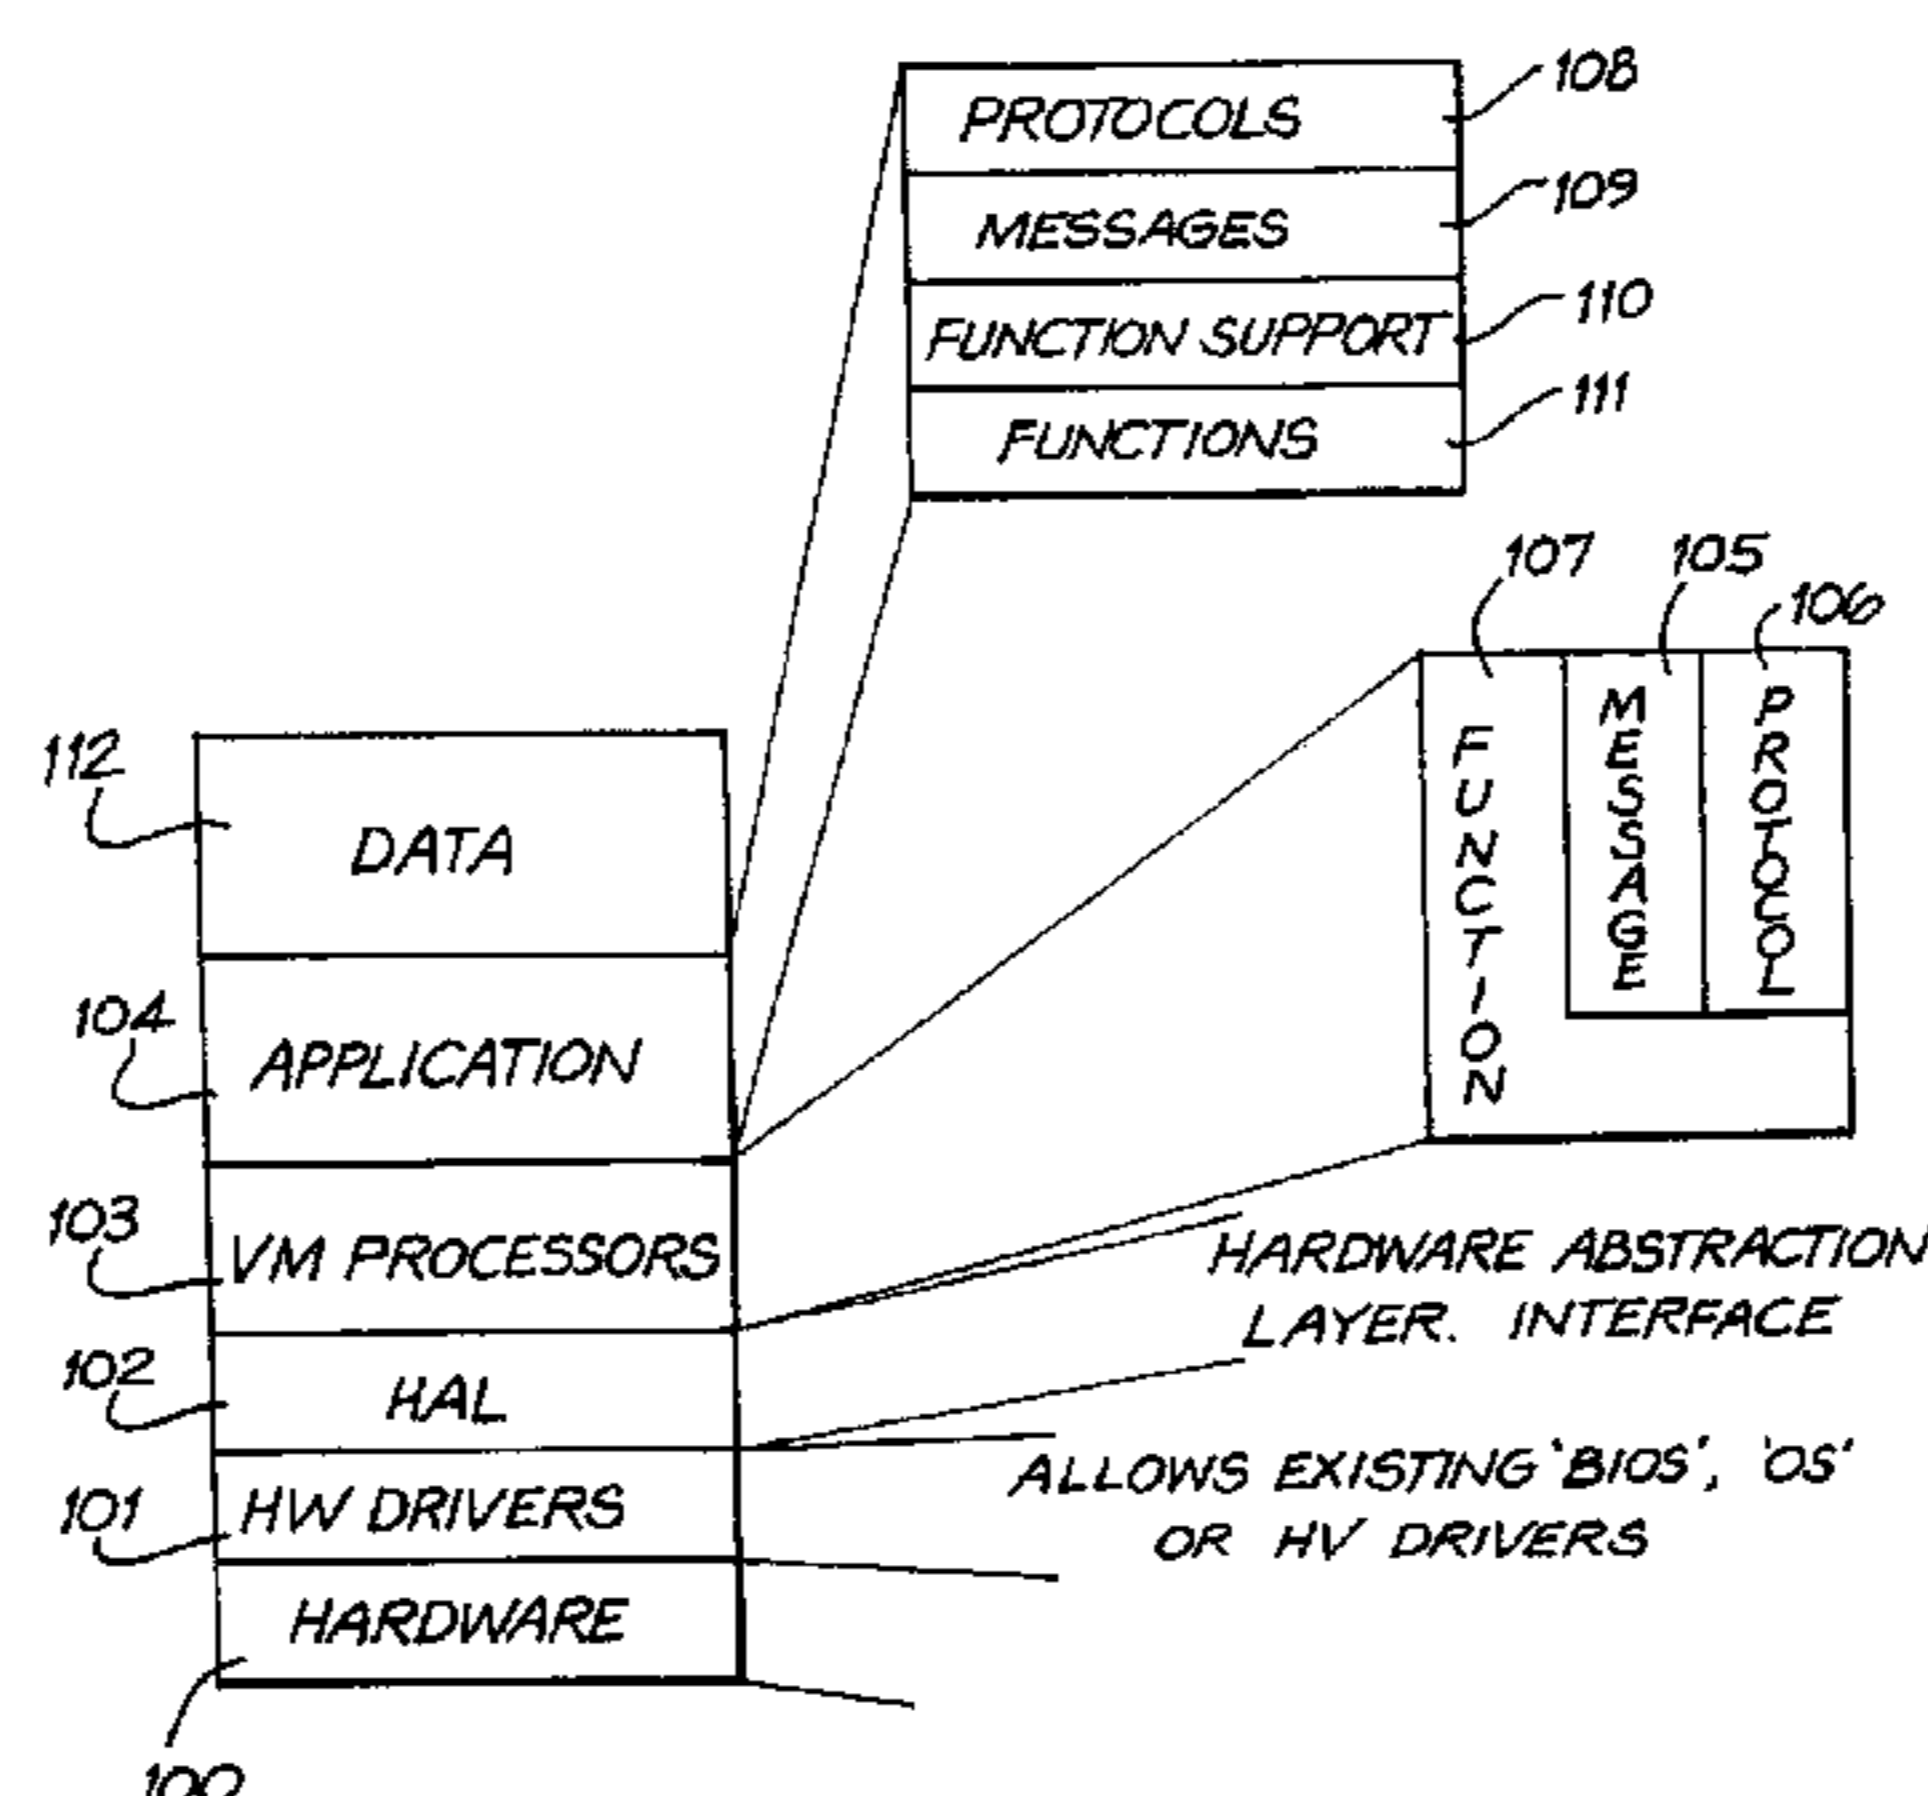 PROTOCOLS
108
MESSAGES
109
FUNCTION SUPPORT
110
FUNCTIONS
111
107
105
106
FUNCTION
MESSAGE
PROTOCOL
112
DATA
104
APPLICATION
103
VM PROCESSORS
HARDWARE ABSTRACTION
LAYER. INTERFACE
102
HAL
101
HW DRIVERS
ALLOWS EXISTING 'BIOS', 'OS'
OR HV DRIVERS
HARDWARE
100